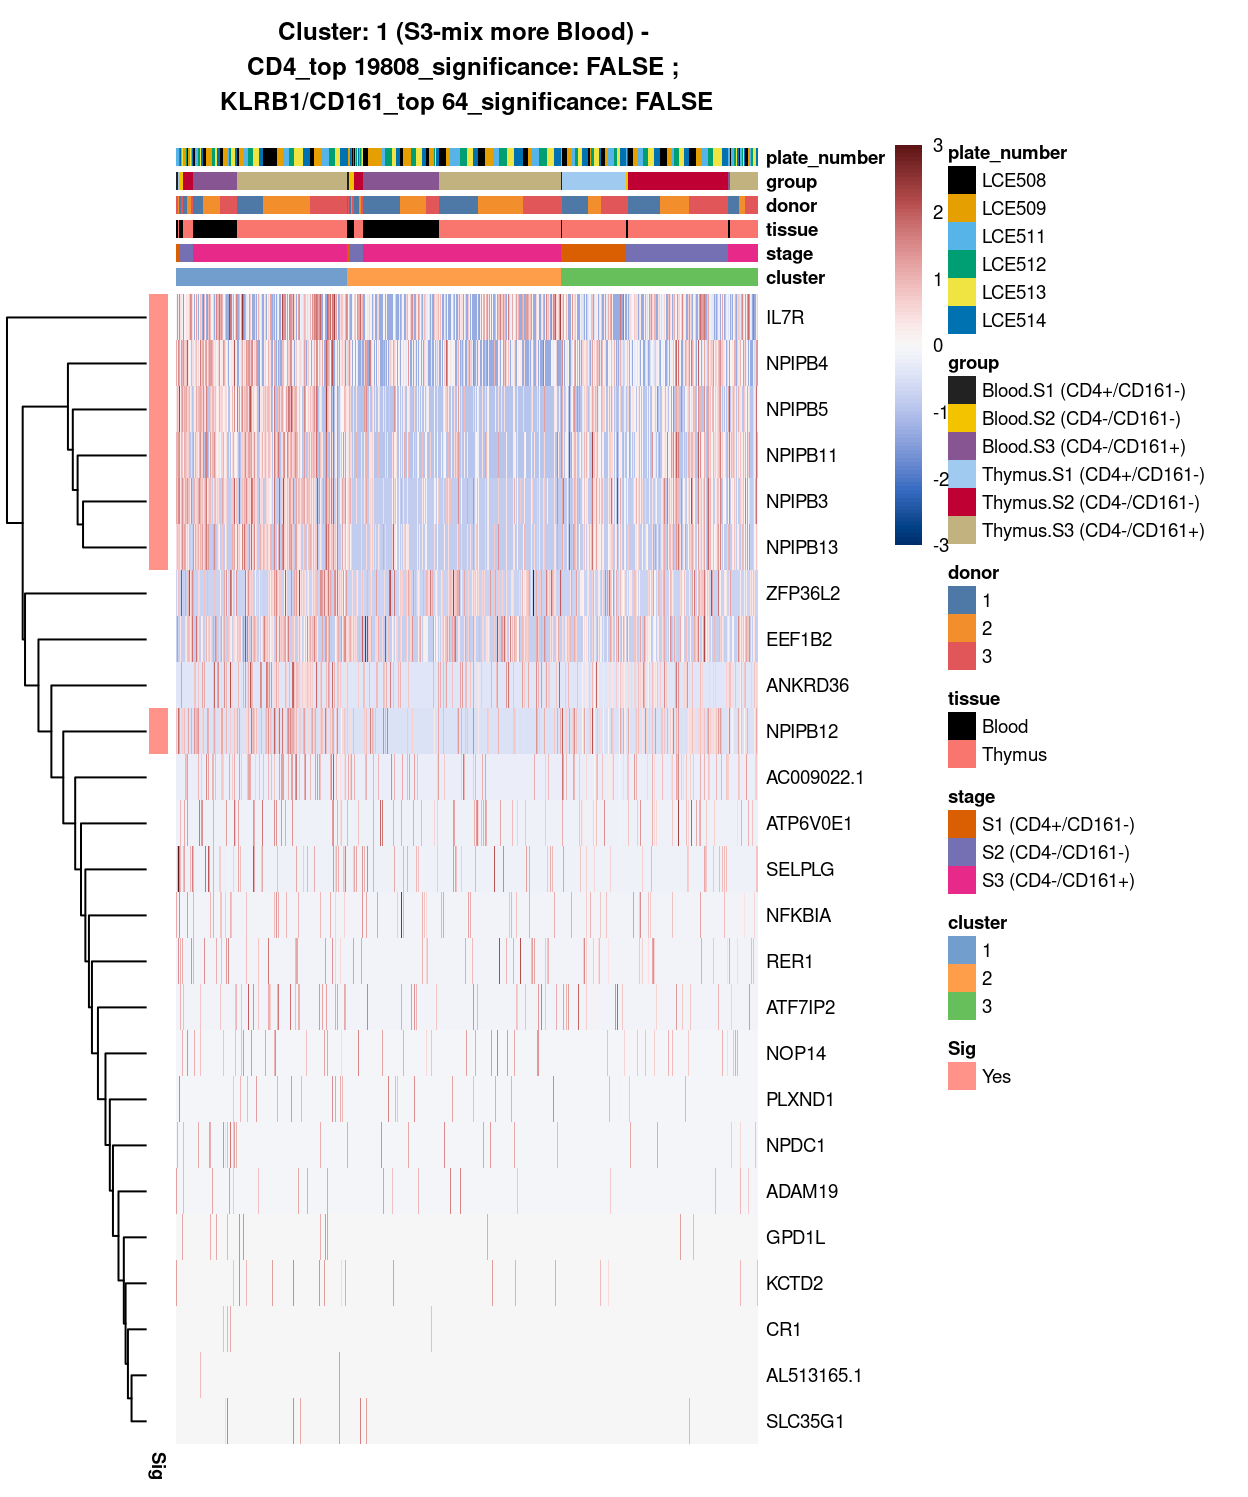 Cluster: 1 (S3-mix more Blood) -
CD4_top 19808_significance: FALSE ;
KLRB1/CD161_top 64_significance: FALSE
plate_number
group
donor
tissue
stage
cluster
IL7R
NPIPB4
NPIPB5
NPIPB11
NPIPB3
NPIPB13
ZFP36L2
EEF1B2
ANKRD36
NPIPB12
AC009022.1
ATP6V0E1
SELPLG
NFKBIA
RER1
ATF7IP2
NOP14
PLXND1
NPDC1
ADAM19
GPD1L
KCTD2
CR1
AL513165.1
SLC35G1
Sig
3
2
1
0
-1
-2
-3
plate_number
LCE508
LCE509
LCE511
LCE512
LCE513
LCE514
group
Blood.S1 (CD4+/CD161-)
Blood.S2 (CD4-/CD161-)
Blood.S3 (CD4-/CD161+)
Thymus.S1 (CD4+/CD161-)
Thymus.S2 (CD4-/CD161-)
Thymus.S3 (CD4-/CD161+)
donor
1
2
3
tissue
Blood
Thymus
stage
S1 (CD4+/CD161-)
S2 (CD4-/CD161-)
S3 (CD4-/CD161+)
cluster
1
2
3
Sig
Yes